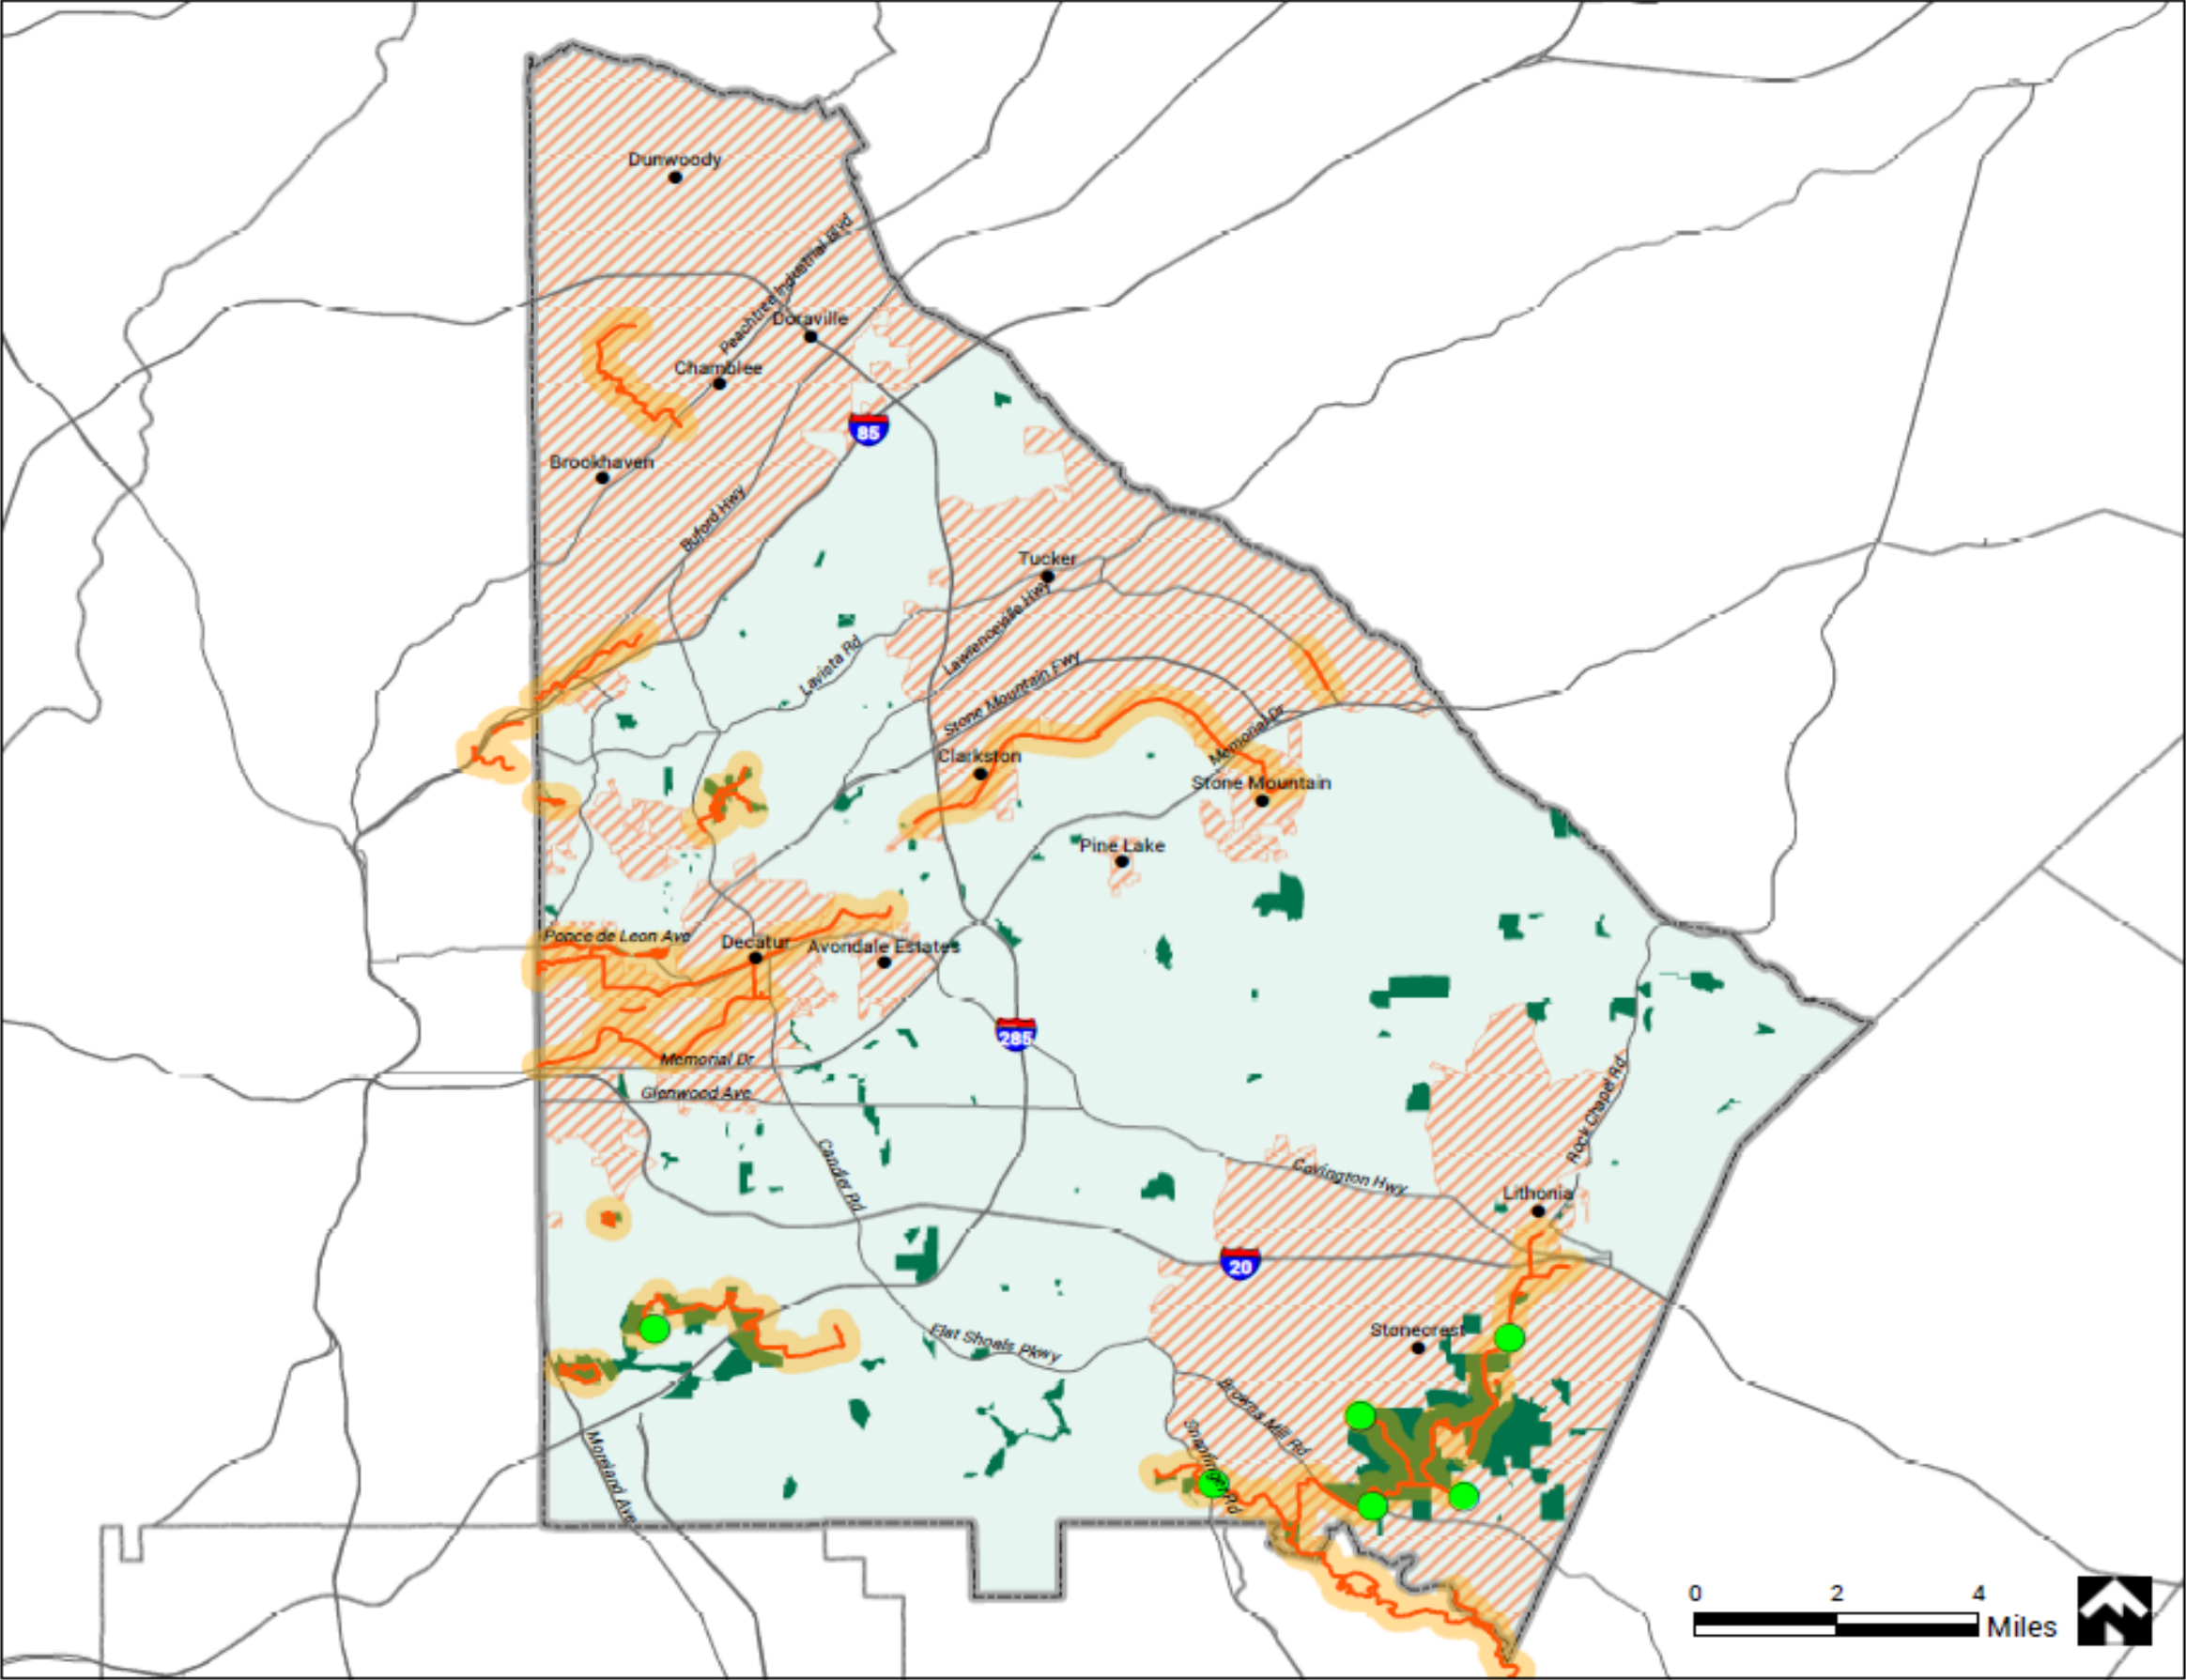 Dunwoody
Peachtree Industrial Blvd
Doraville
Chamblee
85
Brookhaven
Buford Hwy
Tucker
Lawrenceville Hwy
Lavista Rd
Stone Mountain Fwy
Memorial Dr
Clarkston
Stone Mountain
Pine Lake
Ponce de Leon Ave
Decatur
Avondale Estates
285
Memorial Dr
Glenwood Ave
Rock Chapel Rd
Candler Rd
Covington Hwy
Lithonia
20
Flat Shoals Pkwy
Stonecrest
Browns Mill Rd
Snapfinger Rd
Moreland Ave
0 2 4
Miles